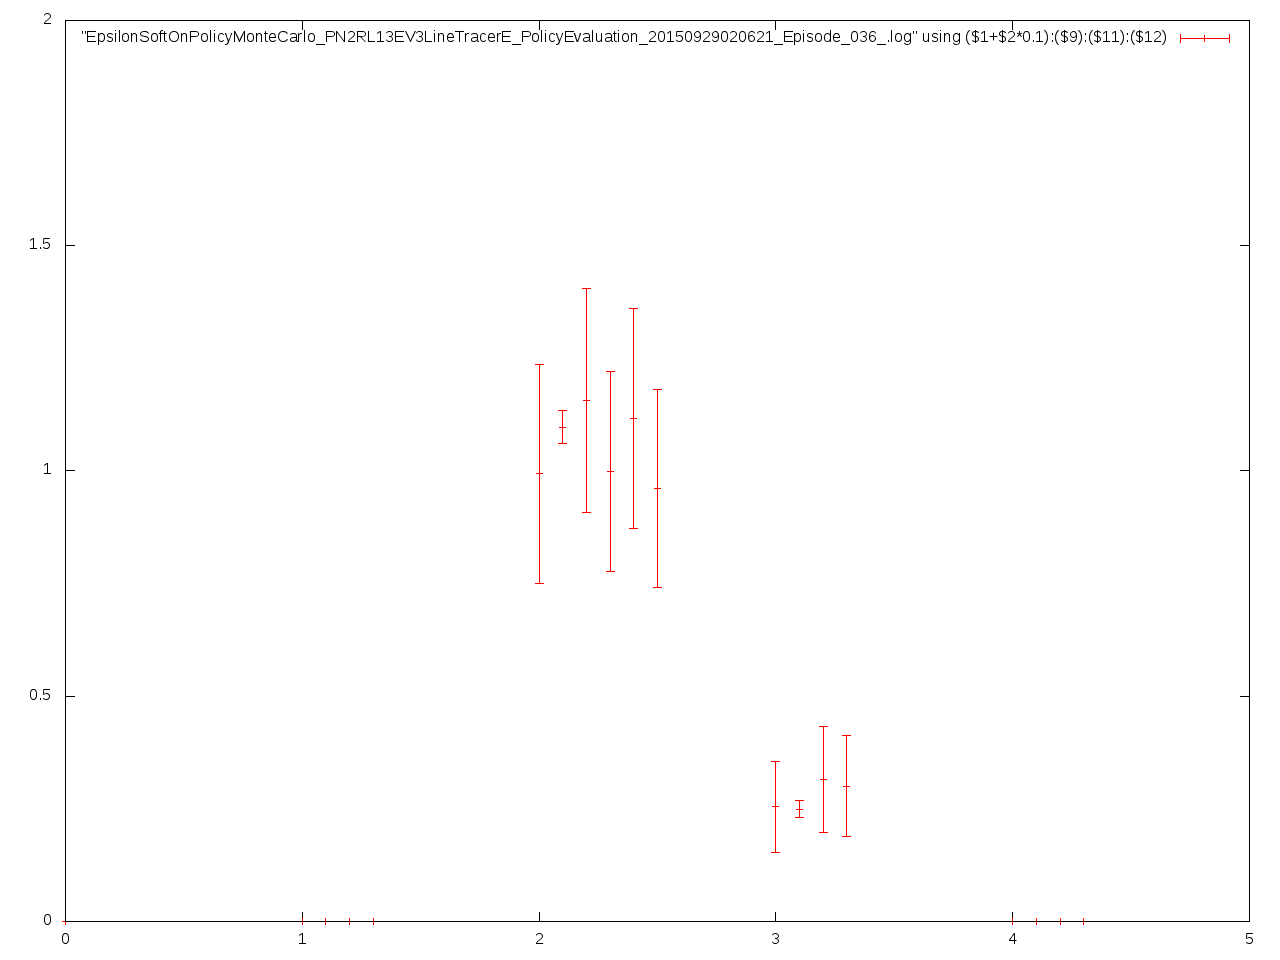 2
"EpsilonSoftOnPolicyMonteCarlo_PN2RL13EV3LineTracerE_PolicyEvaluation_20150929020621_Episode_036_.log" using ($1+$2*0.1):($9):($11):($12)
1.5
1
0.5
0
0 1 2 3 4 5